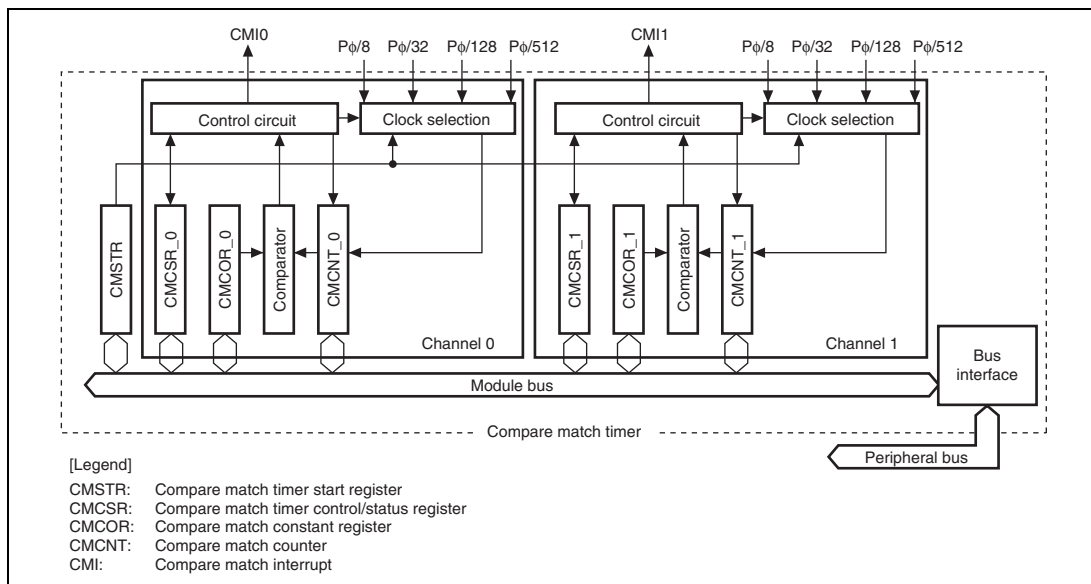 CMI0
Pϕ/8
Pϕ/32
Pϕ/128
Pϕ/512
CMI1
Pϕ/8
Pϕ/32
Pϕ/128
Pϕ/512
Control circuit
Clock selection
Control circuit
Clock selection
CMSTR
CMCSR_0
CMCOR_0
Comparator
CMCNT_0
CMCSR_1
CMCOR_1
Comparator
CMCNT_1
Channel 0
Channel 1
Module bus
Bus
interface
Compare match timer
Peripheral bus
[Legend]
CMSTR: Compare match timer start register
CMCSR: Compare match timer control/status register
CMCOR: Compare match constant register
CMCNT: Compare match counter
CMI: Compare match interrupt